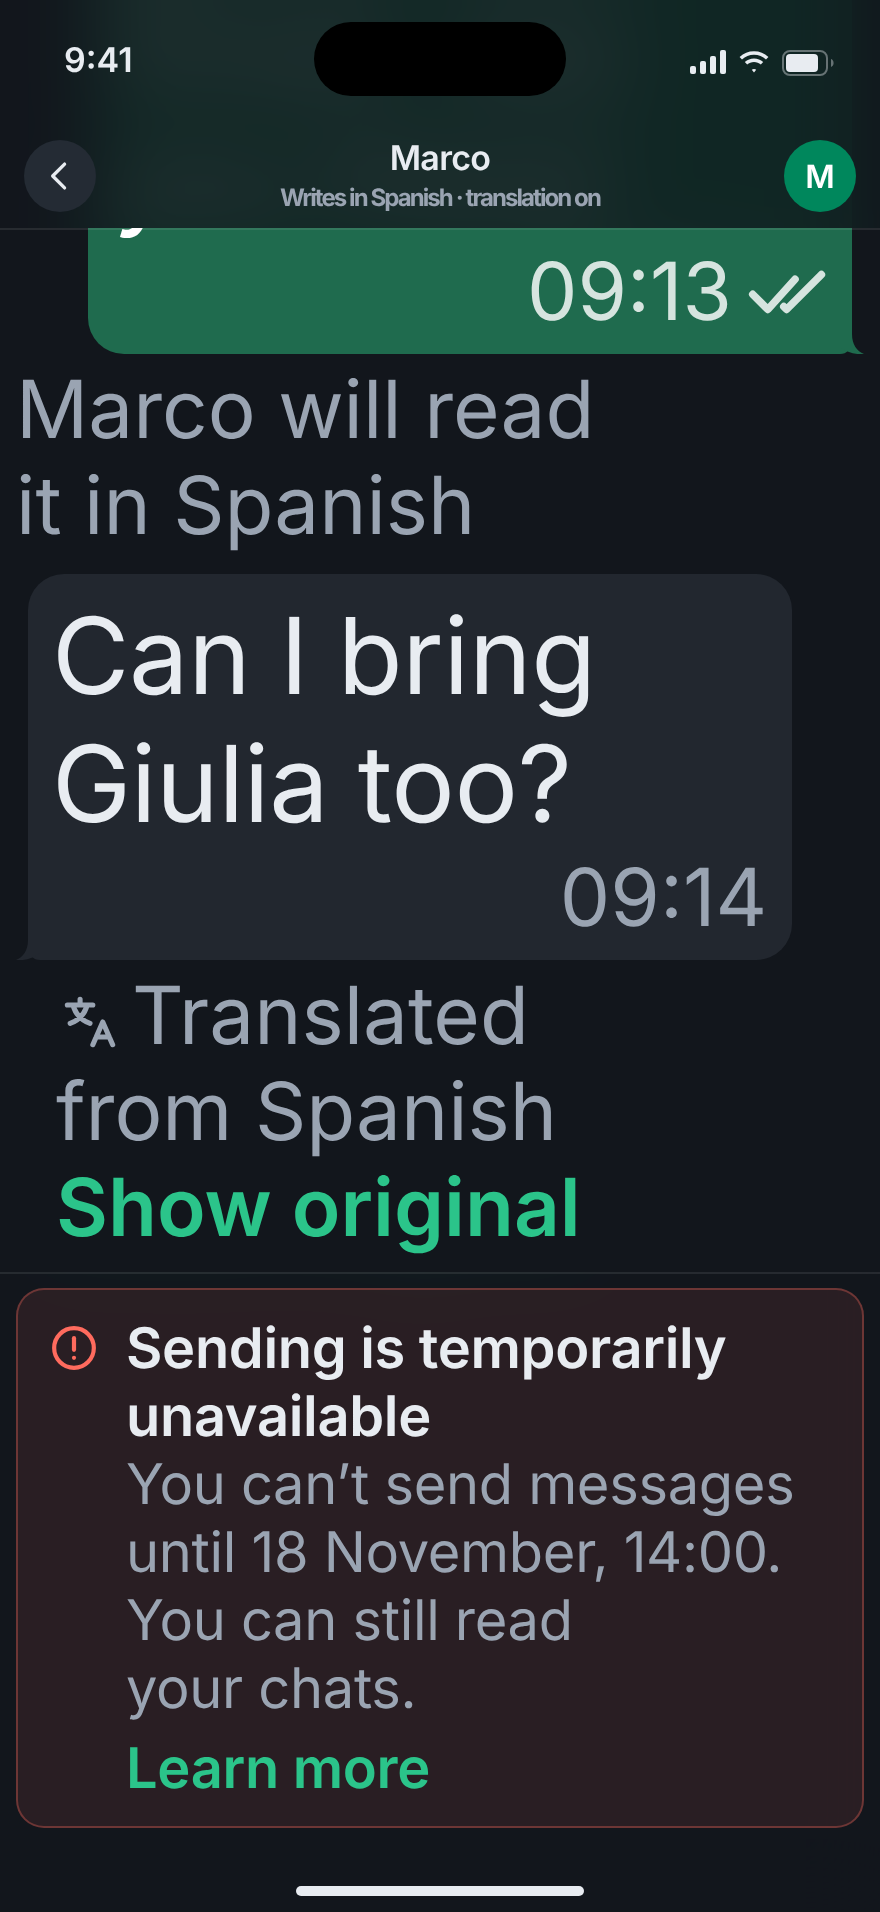 9:41
Marco
Writes in Spanish · translation on
M
09:13
Marco will read
it in Spanish
Can I bring
Giulia too?
09:14
Translated
from Spanish
Show original
Sending is temporarily
unavailable
You can’t send messages
until 18 November, 14:00.
You can still read
your chats.
Learn more